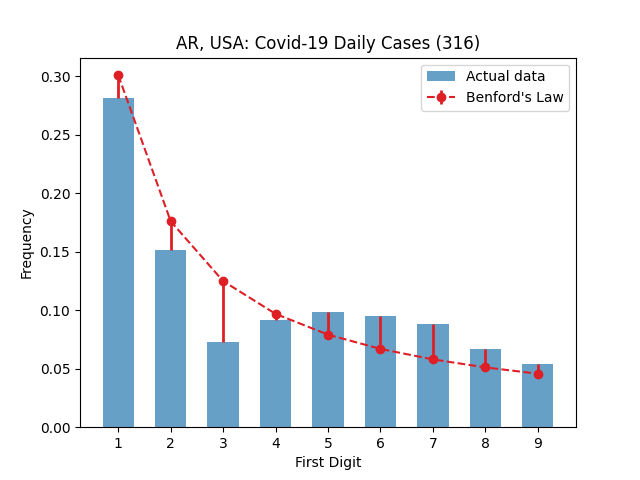 AR, USA: Covid-19 Daily Cases (316)
Actual data
Benford's Law
Frequency
0.30
0.25
0.20
0.15
0.10
0.05
0.00
1 2 3 4 5 6 7 8 9
First Digit